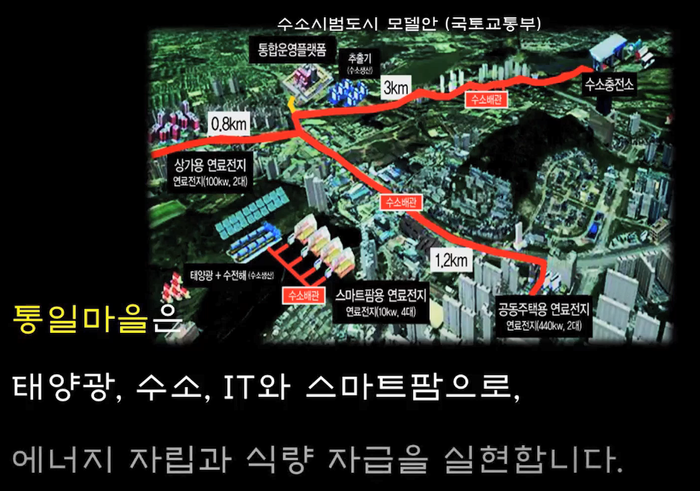 수소시범도시 모델안 (국토교통부)
통합운영플랫폼
추출기
(수소생산)
3km
수소배관
수소충전소
0.8km
상가용 연료전지
연료전지(100kw, 2대)
수소배관
1.2km
태양광 + 수전해 (수소생산)
수소배관
스마트팜용 연료전지
연료전지(10kw, 4대)
공동주택용 연료전지
연료전지(440kw, 2대)
통일마을은
태양광, 수소, IT와 스마트팜으로,
에너지 자립과 식량 자급을 실현합니다.